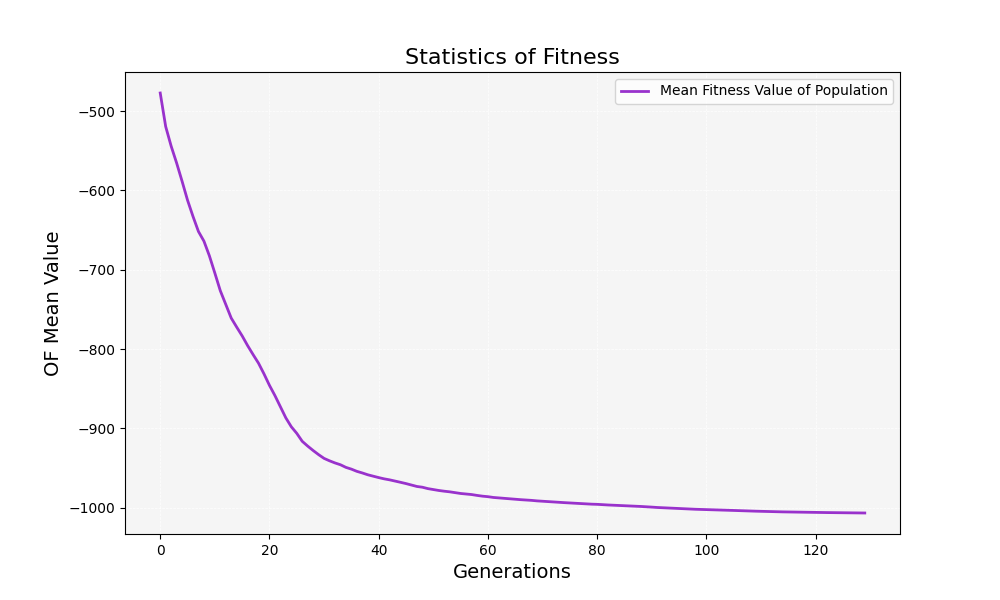 Statistics of Fitness
Mean Fitness Value of Population
OF Mean Value
−500
−600
−700
−800
−900
−1000
0 20 40 60 80 100 120
Generations